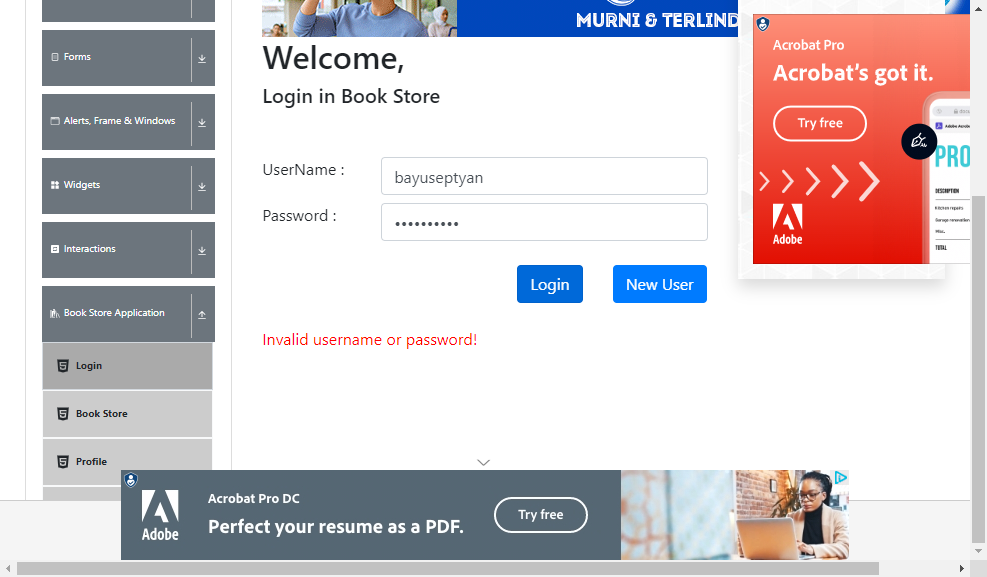 MURNI & TERLIND
Forms
Alerts, Frame & Windows
Widgets
Interactions
Book Store Application
Login
Book Store
Profile
Welcome,
Login in Book Store
UserName :
bayuseptyan
Password :
••••••••••
Login
New User
Invalid username or password!
Acrobat Pro
Acrobat's got it.
Try free
Adobe
Adobe Acrob
PRO
DESCRIPTION
Kitchen repairs
Garage renovation
Misc.
TOTAL
Adobe
Acrobat Pro DC
Perfect your resume as a PDF.
Try free